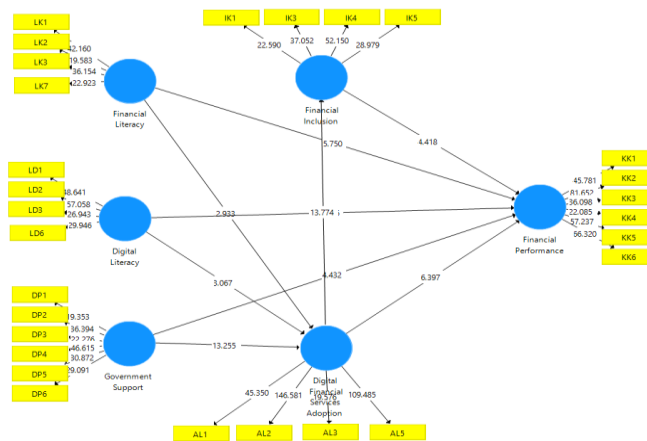 IK1
IK3
IK4
IK5
LK1
LK2
LK3
LK7
22.590
37.052
52.150
28.979
42.160
19.583
36.154
22.923
Financial
Literacy
Financial
Inclusion
5.750
4.418
KK1
KK2
KK3
KK4
KK5
KK6
45.781
81.652
36.098
22.085
57.237
66.320
Financial
Performance
LD1
LD2
LD3
LD6
48.641
57.058
26.943
29.946
Digital
Literacy
2.933
13.774
3.067
4.432
6.397
DP1
DP2
DP3
DP4
DP5
DP6
19.353
36.394
46.615
30.872
Government
Support
13.255
Digital
Financial
Services
Adoption
45.350
146.581
109.485
AL1
AL2
AL3
AL5